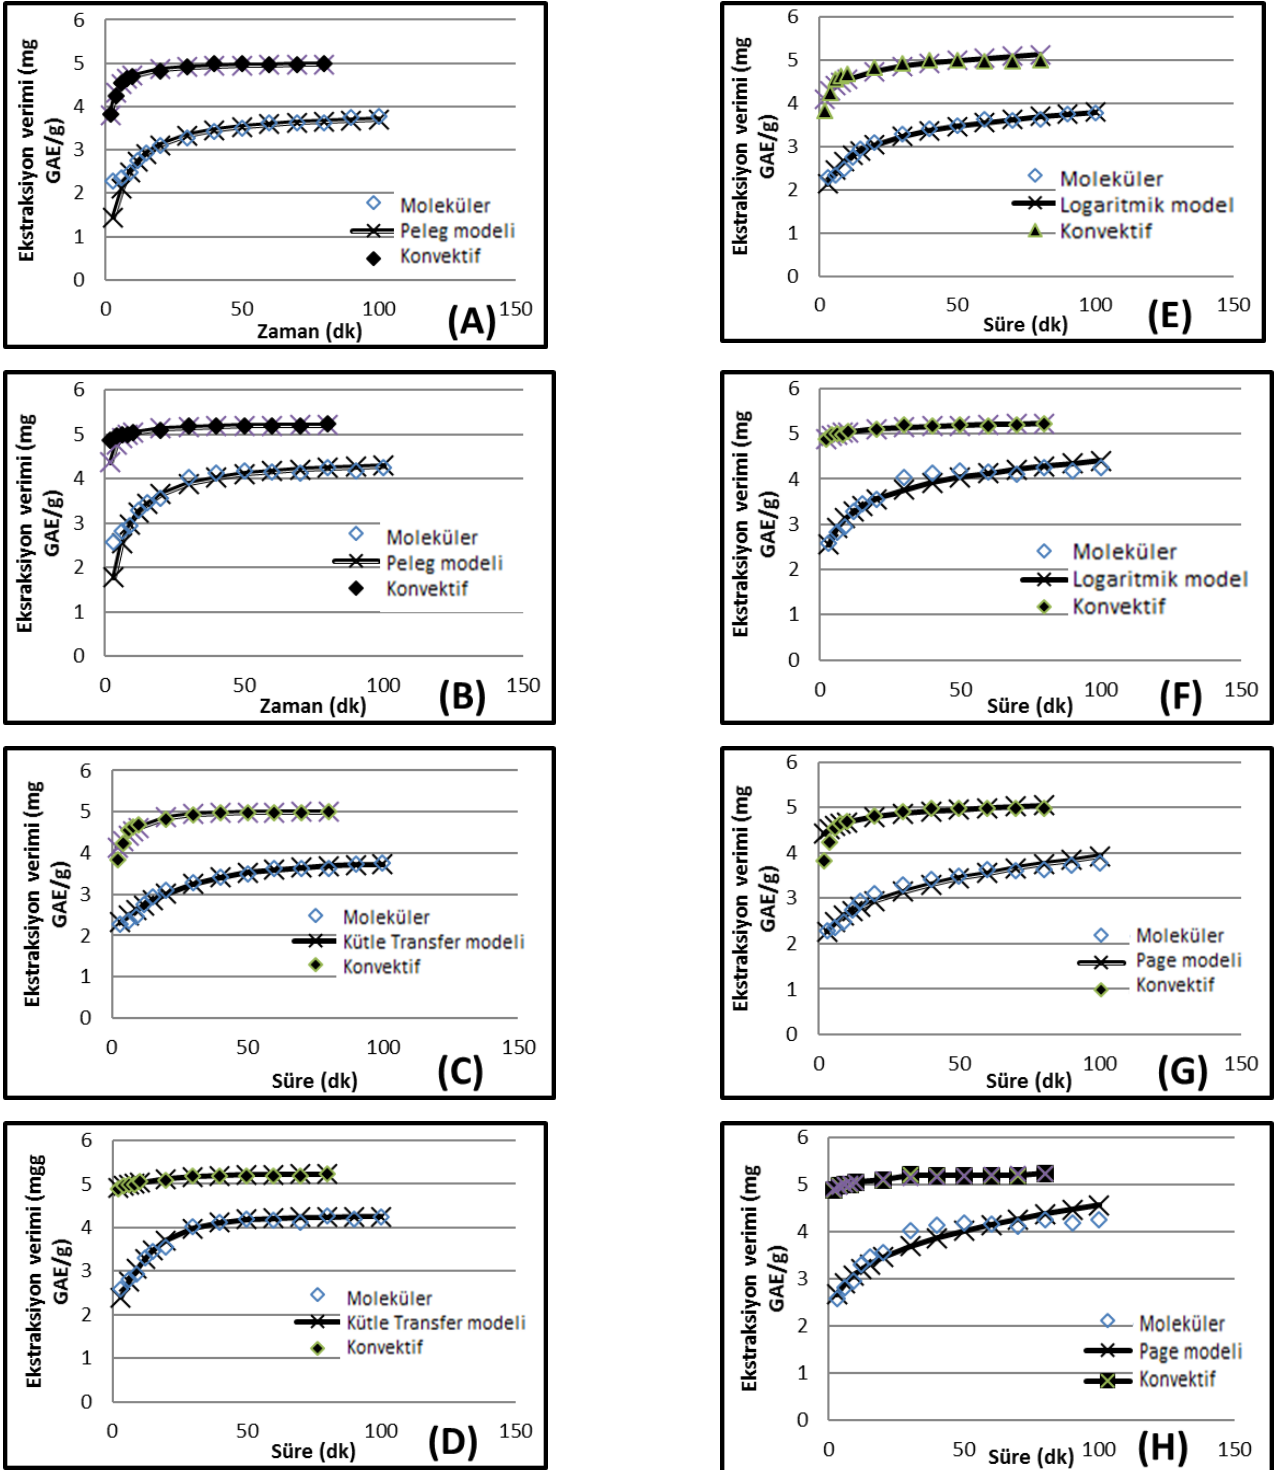 Ekstraksiyon verimi (mg
GAE/g)
6
5
4
3
2
1
0
0
50
100
150
Zaman (dk)
Moleküler
Peleg modeli
Konvektif
(A)
Eksraksiyon verimi (mg
GAE/g)
6
5
4
3
2
1
0
0
50
100
150
Zaman (dk)
Moleküler
Peleg modeli
Konvektif
(B)
Ekstraksiyon verimi (mg
GAE/g)
6
5
4
3
2
1
0
0
50
100
150
Süre (dk)
Moleküler
Kütle Transfer modeli
Konvektif
(C)
Ekstraksiyon verimi (mgg
GAE/g)
6
5
4
3
2
1
0
0
50
100
150
Süre (dk)
Moleküler
Kütle Transfer modeli
Konvektif
(D)
Ekstraksiyon verimi (mg
GAE/g)
6
5
4
3
2
1
0
0
50
100
150
Süre (dk)
Moleküler
Logaritmik model
Konvektif
(E)
Ekstraksiyon verimi (mg
GAE/g)
6
5
4
3
2
1
0
0
50
100
150
Süre (dk)
Moleküler
Logaritmik model
Konvektif
(F)
Ekstraksiyon verimi (mg
GAE/g)
6
5
4
3
2
1
0
0
50
100
150
Süre (dk)
Moleküler
Page modeli
Konvektif
(G)
Ekstraksiyon verimi (mg
GAE/g)
6
5
4
3
2
1
0
0
50
100
150
Süre (dk)
Moleküler
Page modeli
Konvektif
(H)